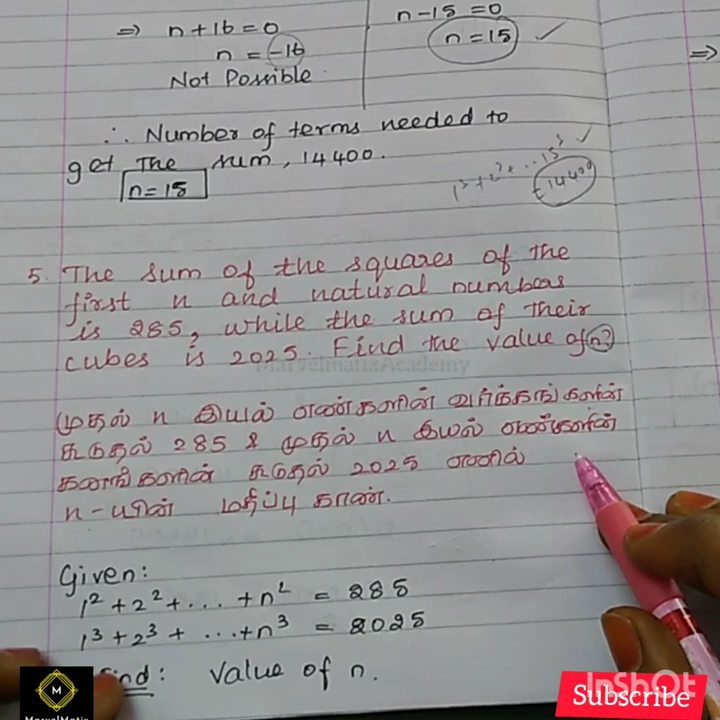 ⇒ n+16=0
n = -16
Not Possible
n-15=0
n=15 ✓
⇒
∴ Number of terms needed to
get The sum, 14400.
n=15
1³+2³+...15³ ✓
14400
5. The sum of the squares of the
first n and natural numbers
is 285, while the sum of their
cubes is 2025. Find the value of n?
MarvelmatixAcademy
முதல் n இயல் எண்களின் வர்க்கங்களின்
கூடுதல் 285 & முதல் n இயல் எண்களின்
கனங்களின் கூடுதல் 2025 எனில்
n-யின் மதிப்பு காண்.
Given:
1²+2²+...+n² = 285
1³+2³+...+n³ = 2025
find: Value of n.
M
MarvelMatix
InShOt
Subscribe